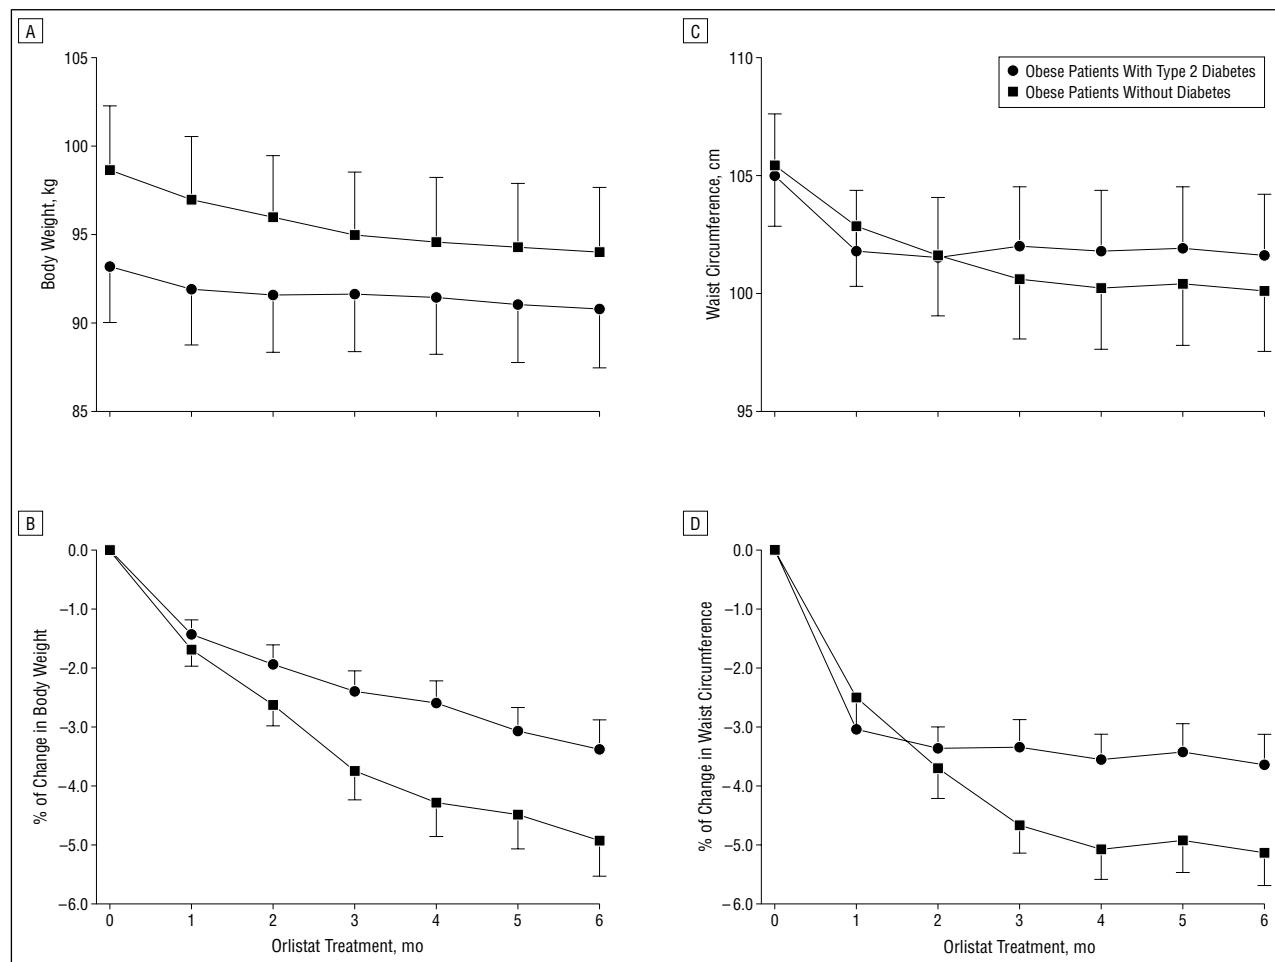 A
105
100
95
90
85
Body Weight, kg
C
110
105
100
95
Waist Circumference, cm
Obese Patients With Type 2 Diabetes
Obese Patients Without Diabetes
B
0.0
–1.0
–2.0
–3.0
–4.0
–5.0
–6.0
% of Change in Body Weight
0 1 2 3 4 5 6
Orlistat Treatment, mo
D
0.0
–1.0
–2.0
–3.0
–4.0
–5.0
–6.0
% of Change in Waist Circumference
0 1 2 3 4 5 6
Orlistat Treatment, mo